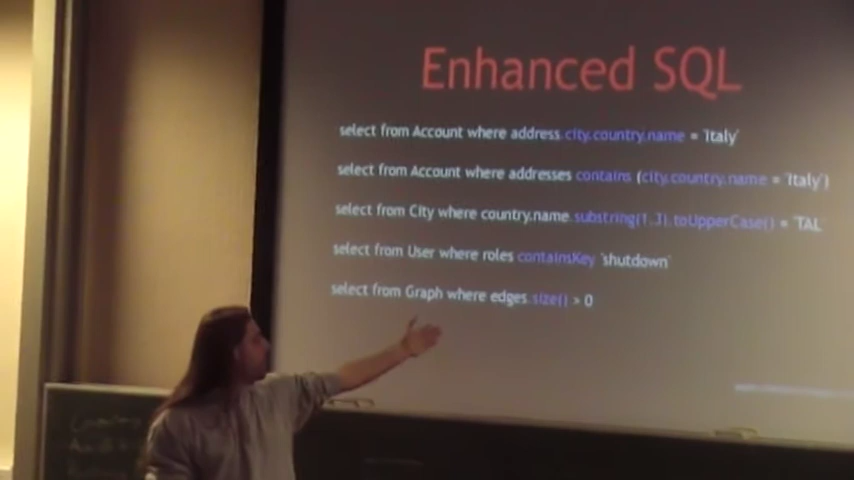 Enhanced SQL
select from Account where address.city.country.name = 'Italy'
select from Account where addresses contains (city.country.name = 'Italy')
select from City where country.name.substring(1,3).toUpperCase() = 'TAL'
select from User where roles containsKey 'shutdown'
select from Graph where edges.size() > 0